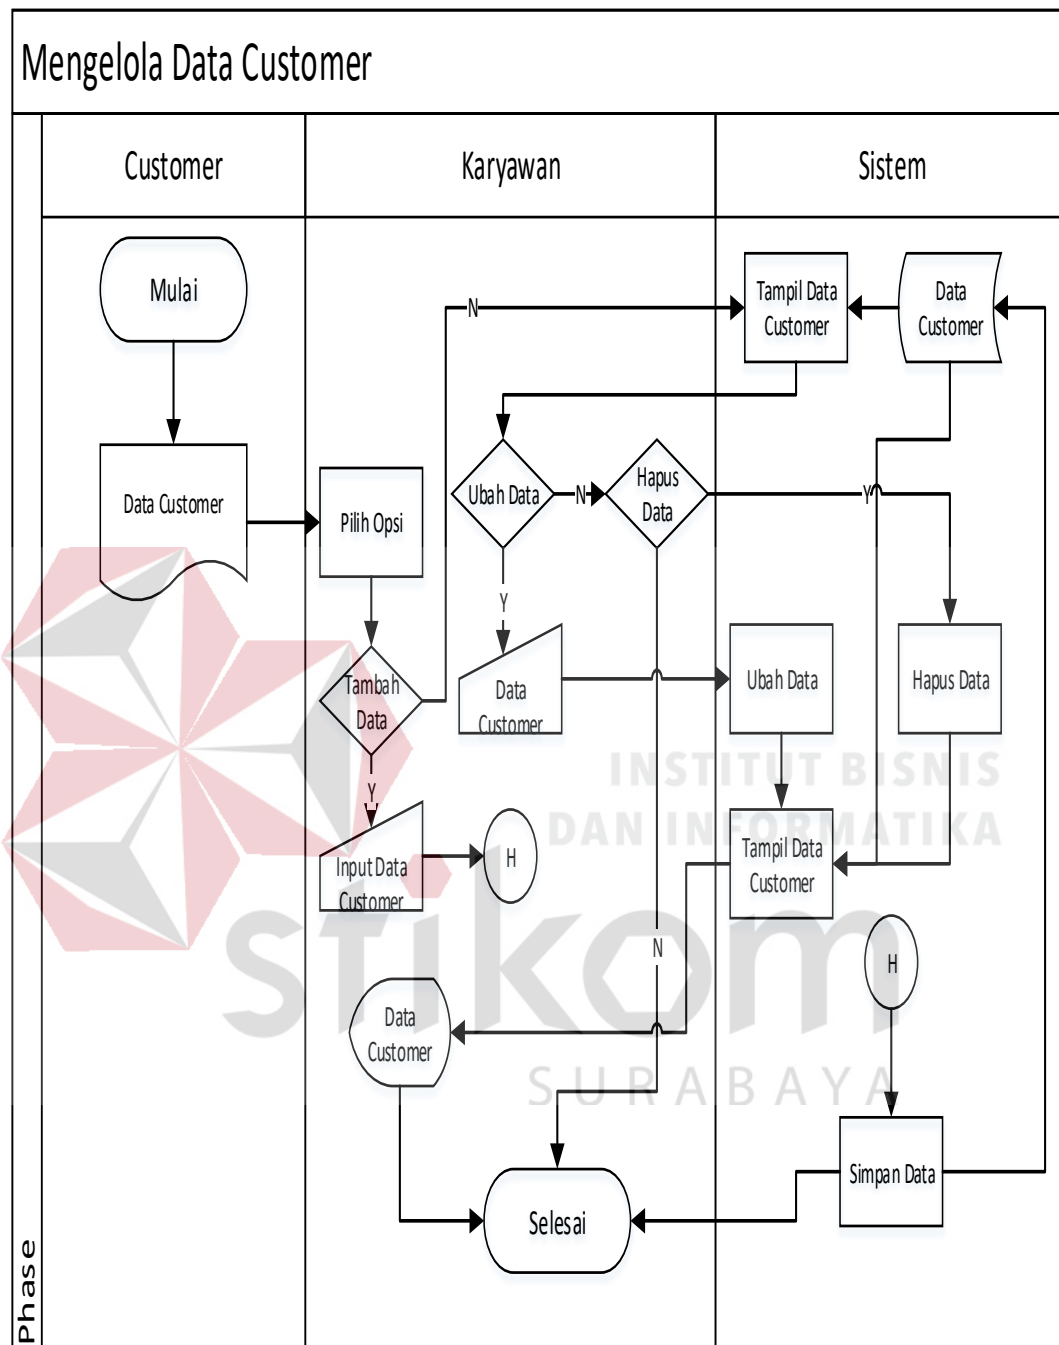 Mengelola Data Customer
Customer
Karyawan
Sistem
Mulai
Tampil Data
Customer
Data
Customer
N
Data Customer
Pilih Opsi
Ubah Data
N
Hapus
Data
Y
Y
Tambah
Data
Data
Customer
Ubah Data
Hapus Data
Y
Input Data
Customer
H
Tampil Data
Customer
INSTITUT BISNIS
DAN INFORMATIKA
stikom
SURABAYA
N
H
Data
Customer
Simpan Data
Selesai
Phase